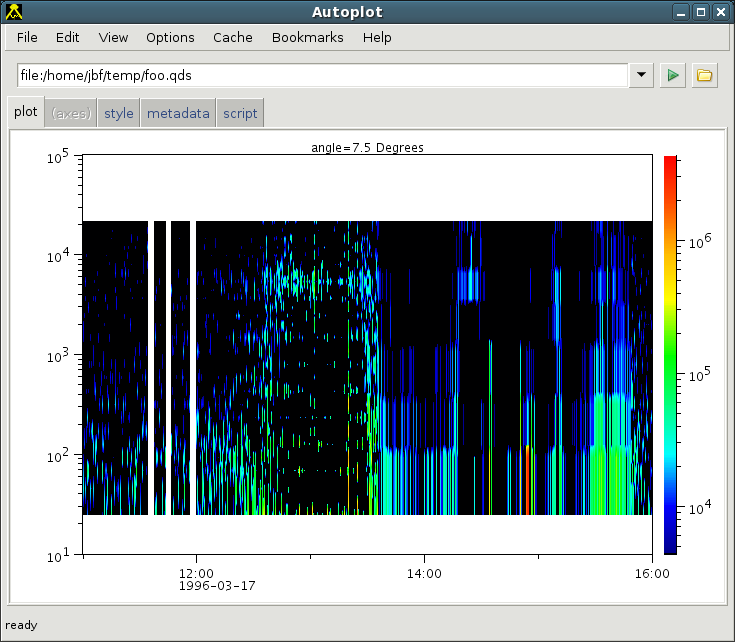 Autoplot
File Edit View Options Cache Bookmarks Help
file:/home/jbf/temp/foo.qds
plot (axes) style metadata script
angle=7.5 Degrees
10^5
10^4
10^3
10^2
10^1
12:00 14:00 16:00
1996-03-17
10^6
10^5
10^4
ready